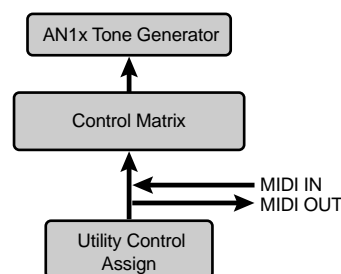 AN1x Tone Generator
Control Matrix
MIDI IN
MIDI OUT
Utility Control
Assign